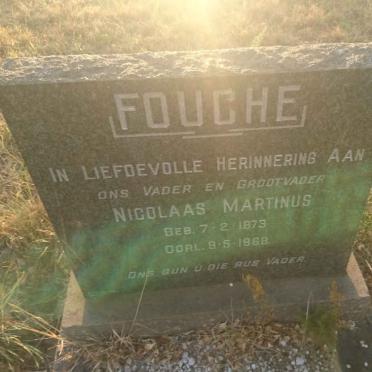 FOUCHE
IN LIEFDEVOLLE HERINNERING AAN
ONS VADER EN GROOTVADER
NICOLAAS MARTINUS
GEB. 7-2-1873
OORL. 9-5-1968
ONS GUN U DIE RUS VADER.